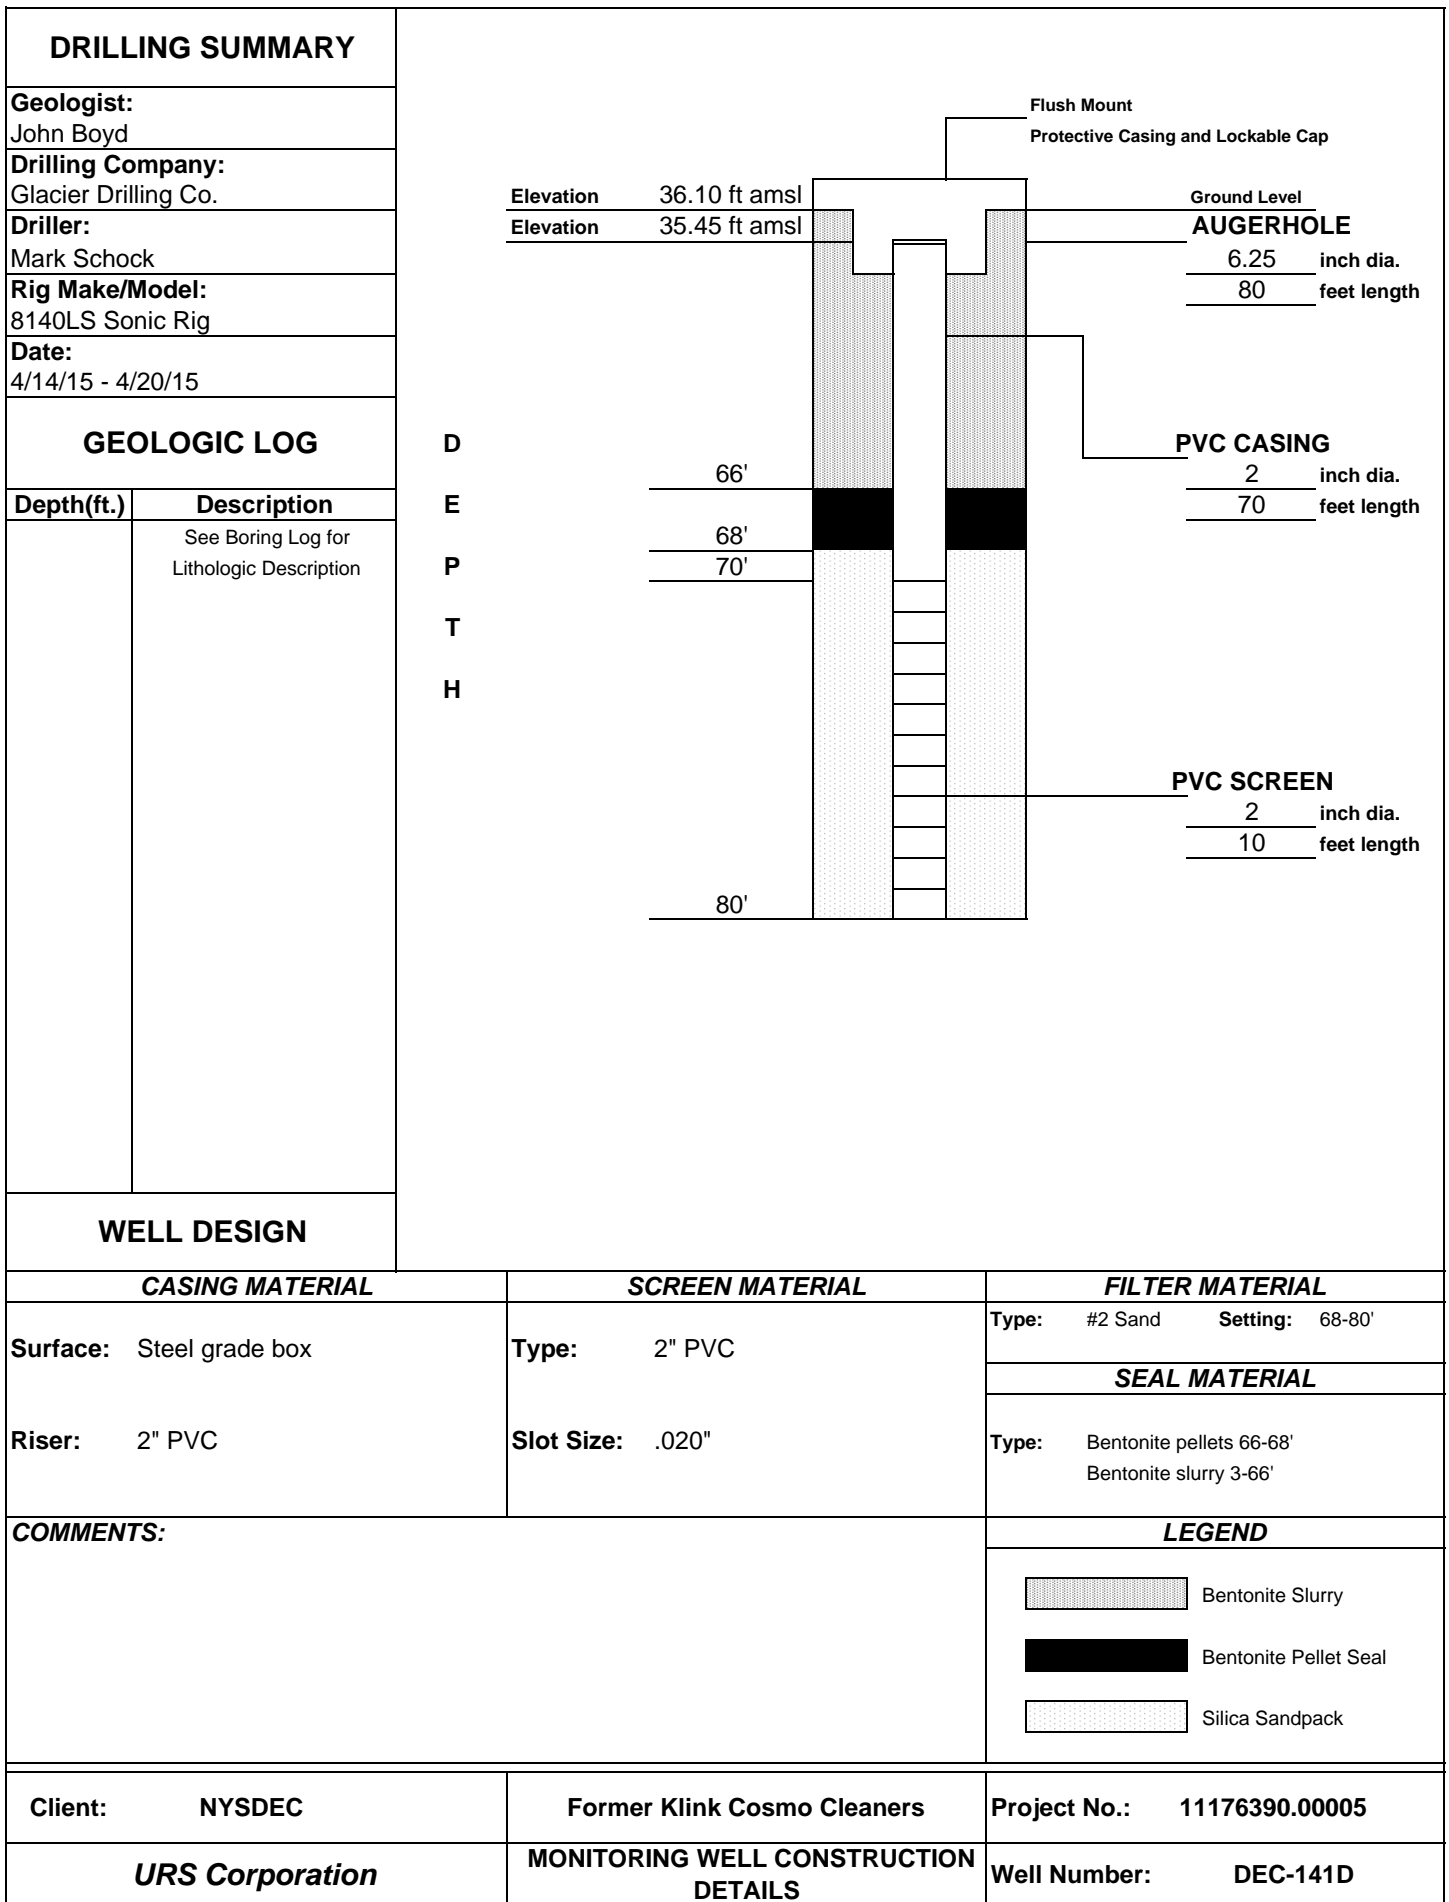 DRILLING SUMMARY
Geologist:
John Boyd
Drilling Company:
Glacier Drilling Co.
Driller:
Mark Schock
Rig Make/Model:
8140LS Sonic Rig
Date:
4/14/15 - 4/20/15
GEOLOGIC LOG
Depth(ft.) Description
See Boring Log for
Lithologic Description
Flush Mount
Protective Casing and Lockable Cap
Elevation 36.10 ft amsl
Elevation 35.45 ft amsl
Ground Level
AUGERHOLE
6.25 inch dia.
80 feet length
D
E
P
T
H
66'
68'
70'
80'
PVC CASING
2 inch dia.
70 feet length
PVC SCREEN
2 inch dia.
10 feet length
WELL DESIGN
CASING MATERIAL
Surface: Steel grade box
Riser: 2" PVC
SCREEN MATERIAL
Type: 2" PVC
Slot Size: .020"
FILTER MATERIAL
Type: #2 Sand Setting: 68-80'
SEAL MATERIAL
Type: Bentonite pellets 66-68'
Bentonite slurry 3-66'
COMMENTS:
LEGEND
Bentonite Slurry
Bentonite Pellet Seal
Silica Sandpack
Client: NYSDEC
Former Klink Cosmo Cleaners
Project No.: 11176390.00005
URS Corporation
MONITORING WELL CONSTRUCTION
DETAILS
Well Number: DEC-141D